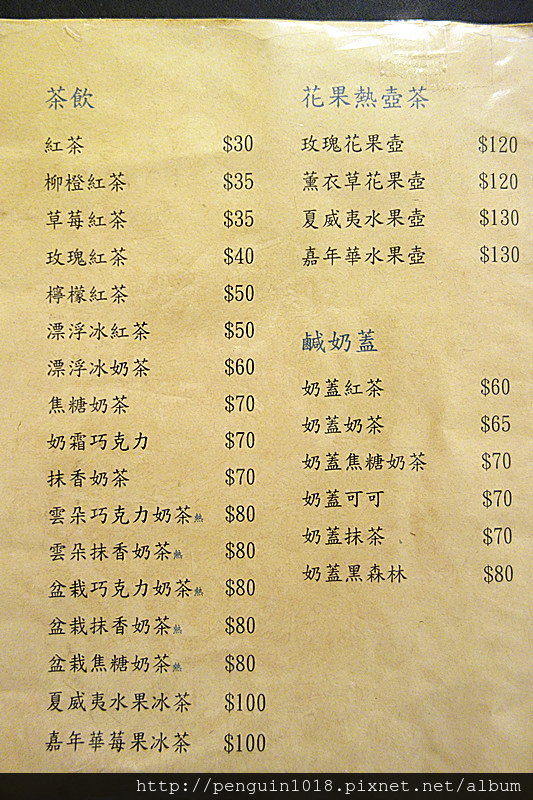 茶飲
紅茶 $30
柳橙紅茶 $35
草莓紅茶 $35
玫瑰紅茶 $40
檸檬紅茶 $50
漂浮冰紅茶 $50
漂浮冰奶茶 $60
焦糖奶茶 $70
奶霜巧克力 $70
抹香奶茶 $70
雲朵巧克力奶茶熱 $80
雲朵抹香奶茶熱 $80
盆栽巧克力奶茶熱 $80
盆栽抹香奶茶熱 $80
盆栽焦糖奶茶熱 $80
夏威夷水果冰茶 $100
嘉年華莓果冰茶 $100
花果熱壺茶
玫瑰花果壺 $120
薰衣草花果壺 $120
夏威夷水果壺 $130
嘉年華水果壺 $130
鹹奶蓋
奶蓋紅茶 $60
奶蓋奶茶 $65
奶蓋焦糖奶茶 $70
奶蓋可可 $70
奶蓋抹茶 $70
奶蓋黑森林 $80
http://penguin1018.pixnet.net/album